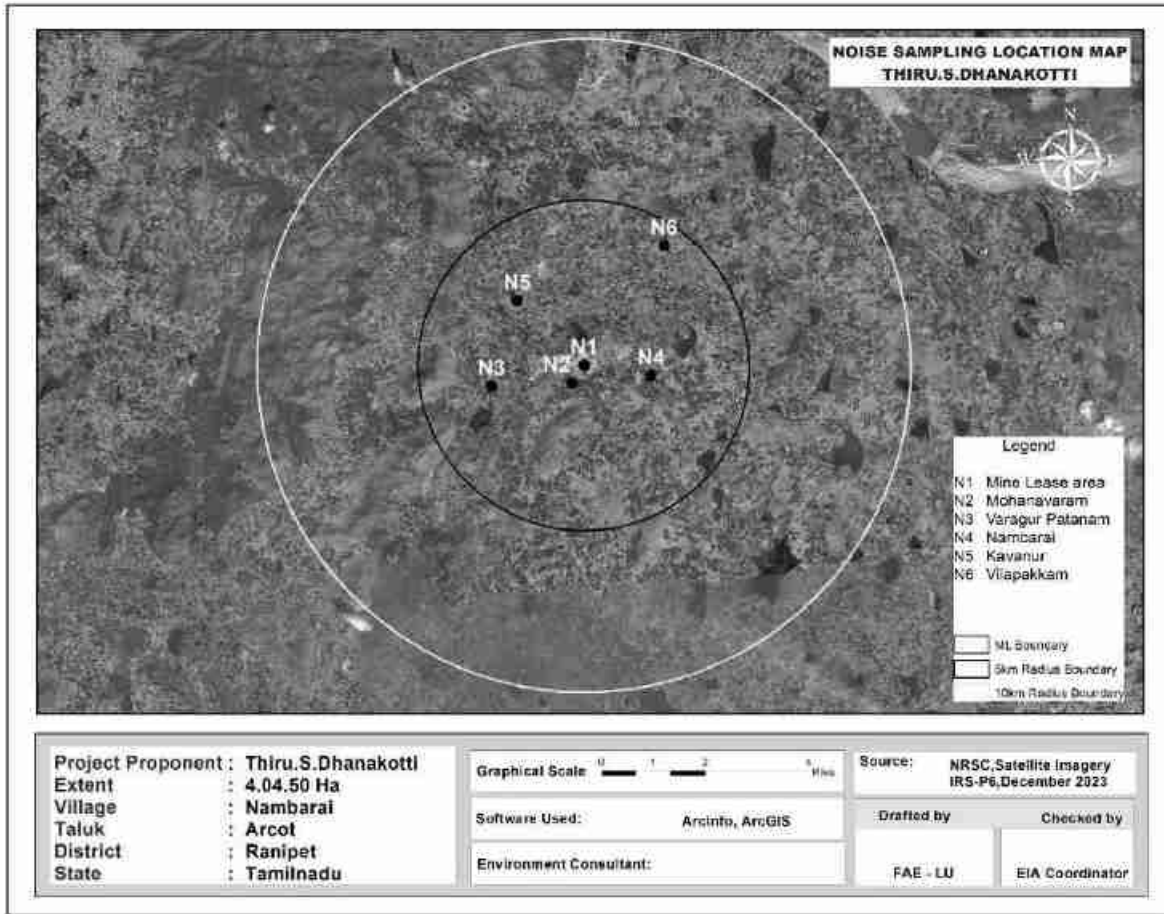 NOISE SAMPLING LOCATION MAP
THIRU.S.DHANAKOTTI
N
S
N6
N5
N1
N2
N3
N4
Legend
N1 Mine Lease area
N2 Mohanavaram
N3 Varagur Patanam
N4 Nambarai
N5 Kavanur
N6 Vilapakkam
ML Boundary
5km Radius Boundary
10km Radius Boundary
Project Proponent : Thiru.S.Dhanakotti
Extent : 4.04.50 Ha
Village : Nambarai
Taluk : Arcot
District : Ranipet
State : Tamilnadu
Graphical Scale 0 1 2
Software Used: Arcinfo, ArcGIS
Environment Consultant:
Source: NRSC,Satellite Imagery
IRS-P6,December 2023
Drafted by Checked by
FAE - LU EIA Coordinator